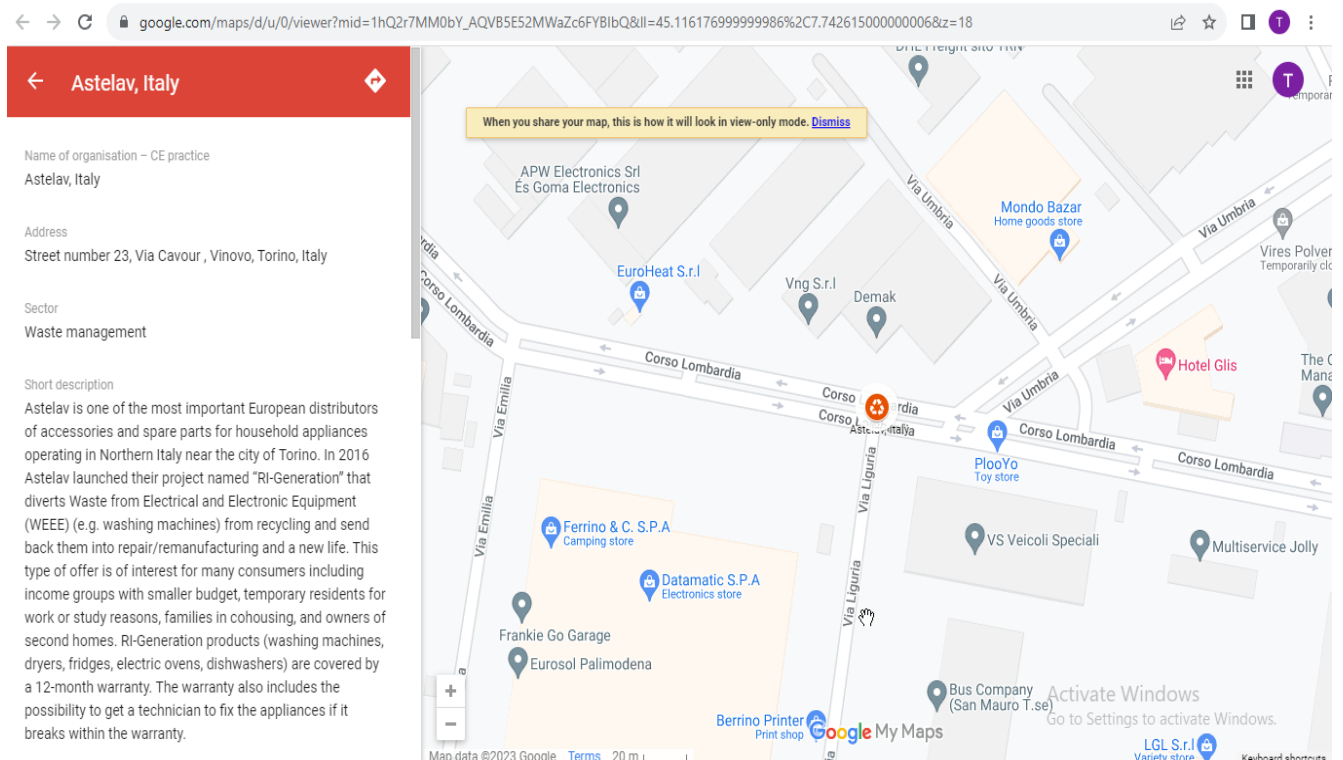 google.com/maps/d/u/0/viewer?mid=1hQ2r7MM0bY_AQVB5E52MWaZc6FYBIbQ&ll=45.116176999999986%2C7.742615000000006&z=18
T
Astelav, Italy
Name of organisation – CE practice
Astelav, Italy
Address
Street number 23, Via Cavour , Vinovo, Torino, Italy
Sector
Waste management
Short description
Astelav is one of the most important European distributors
of accessories and spare parts for household appliances
operating in Northern Italy near the city of Torino. In 2016
Astelav launched their project named “RI-Generation” that
diverts Waste from Electrical and Electronic Equipment
(WEEE) (e.g. washing machines) from recycling and send
back them into repair/remanufacturing and a new life. This
type of offer is of interest for many consumers including
income groups with smaller budget, temporary residents for
work or study reasons, families in cohousing, and owners of
second homes. RI-Generation products (washing machines,
dryers, fridges, electric ovens, dishwashers) are covered by
a 12-month warranty. The warranty also includes the
possibility to get a technician to fix the appliances if it
breaks within the warranty.
DHL Freight sito TRN
T
When you share your map, this is how it will look in view-only mode. Dismiss
APW Electronics Srl
És Goma Electronics
Via Umbria
Mondo Bazar
Home goods store
Via Umbria
Vires Polver
Temporarily clo
EuroHeat S.r.l
Vng S.r.l
Demak
Via Umbria
Corso Lombardia
Corso Lombardia
Hotel Glis
The
Mana
Via Umbria
Via Emilia
Corso
rdia
Corso
Astelav, Italy
Corso Lombardia
Corso Lombardia
PlooYo
Toy store
Via Liguria
Via Emilia
Ferrino & C. S.P.A
Camping store
VS Veicoli Speciali
Multiservice Jolly
Datamatic S.P.A
Electronics store
Via Liguria
Frankie Go Garage
Eurosol Palimodena
Bus Company
(San Mauro T.se)
Activate Windows
Go to Settings to activate Windows.
Berrino Printer
Print shop
Google My Maps
LGL S.r.l
Variety store
Map data ©2023 Google
Terms
20 m
Keyboard shortcuts